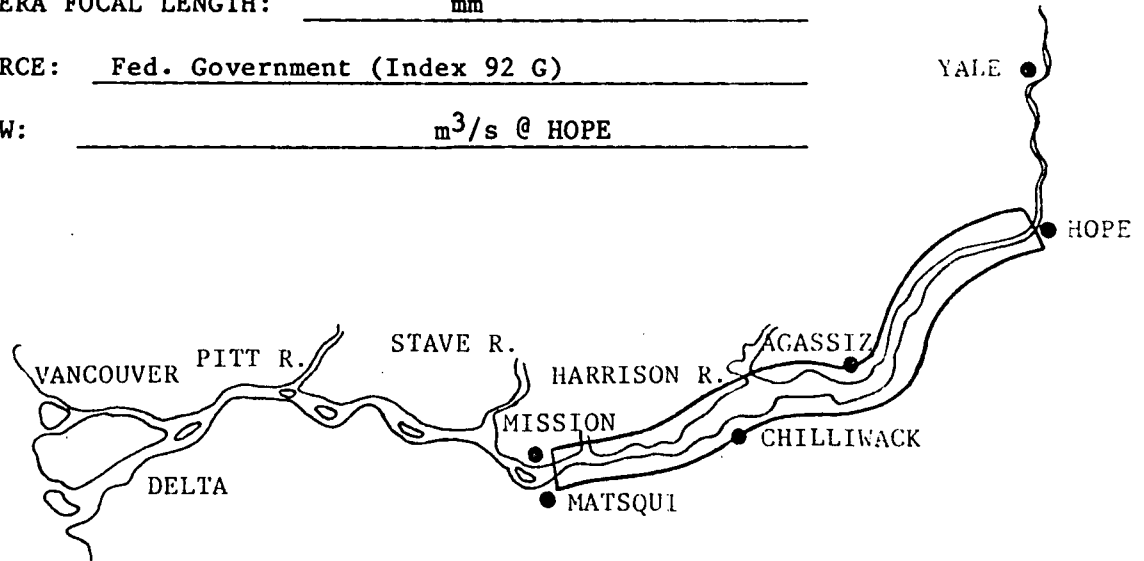 ERA FOCAL LENGTH: mm
RCE: Fed. Government (Index 92 G)
W: m³/s @ HOPE
YALE
HOPE
VANCOUVER
PITT R.
STAVE R.
HARRISON R.
AGASSIZ
MISSION
CHILLIWACK
DELTA
MATSQUI